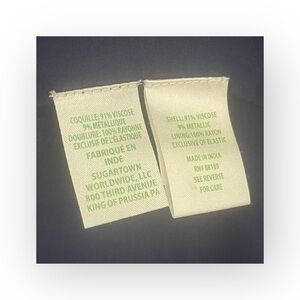 COQUILLE: 91% VISCOSE
9% MÉTALLIQUE
DOUBLURE: 100% RAYONNE
EXCLUSIF DE L'ÉLASTIQUE
FABRIQUÉ EN
INDE
SUGARTOWN
WORLDWIDE, LLC
800 THIRD AVENUE
KING OF PRUSSIA PA
SHELL: 91% VISCOSE
9% METALLIC
LINING: 100% RAYON
EXCLUSIVE OF ELASTIC
MADE IN INDIA
RN# 88189
SEE REVERSE
FOR CARE